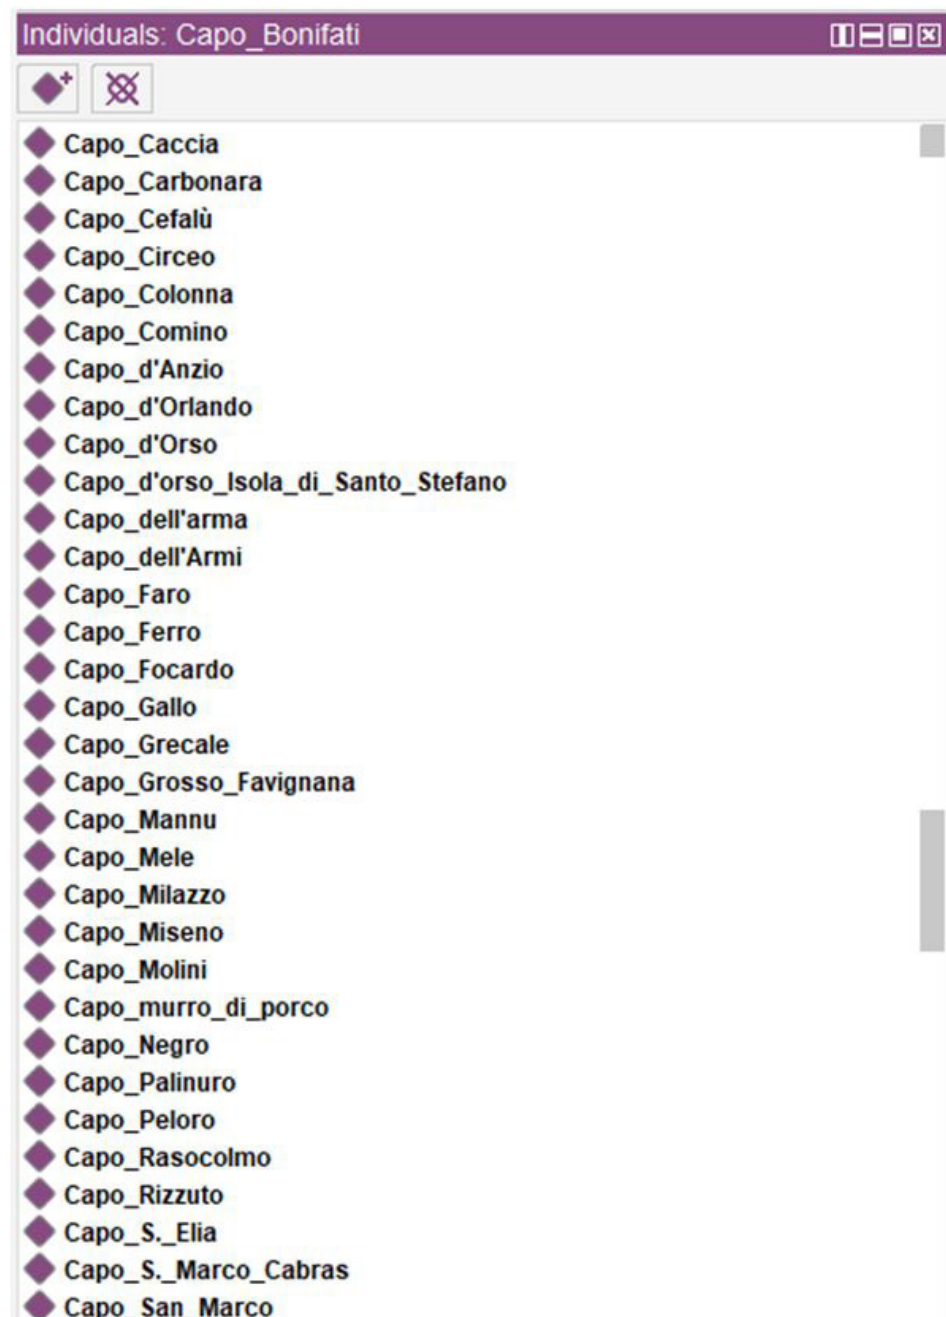 Individuals: Capo_Bonifati
Capo_Caccia
Capo_Carbonara
Capo_Cefalù
Capo_Circeo
Capo_Colonna
Capo_Comino
Capo_d'Anzio
Capo_d'Orlando
Capo_d'Orso
Capo_d'orso_Isola_di_Santo_Stefano
Capo_dell'arma
Capo_dell'Armi
Capo_Faro
Capo_Ferro
Capo_Focardo
Capo_Gallo
Capo_Grecale
Capo_Grosso_Favignana
Capo_Mannu
Capo_Mele
Capo_Milazzo
Capo_Miseno
Capo_Molini
Capo_murro_di_porco
Capo_Negro
Capo_Palinuro
Capo_Peloro
Capo_Rasocolmo
Capo_Rizzuto
Capo_S._Elia
Capo_S._Marco_Cabras
Capo_San_Marco